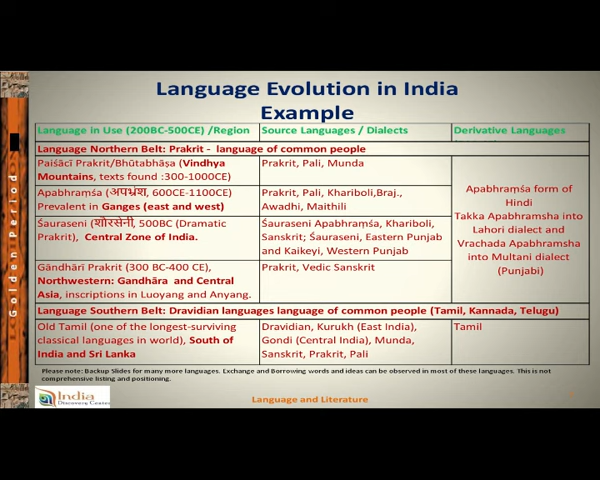 Language Evolution in India
Example
Language in Use (200BC-500CE) /Region
Source Languages / Dialects
Derivative Languages
Language Northern Belt: Prakrit - language of common people
Paiśācī Prakrit/Bhūtabhāṣa (Vindhya
Mountains, texts found :300-1000CE)
Prakrit, Pali, Munda
Apabhraṃśa (अपभ्रंश, 600CE-1100CE)
Prevalent in Ganges (east and west)
Prakrit, Pali, Khariboli,Braj.,
Awadhi, Maithili
Śauraseni (शौरसेनी, 500BC (Dramatic
Prakrit), Central Zone of India.
Śauraseni Apabhraṃśa, Khariboli,
Sanskrit; Śauraseni, Eastern Punjab
and Kaikeyi, Western Punjab
Gāndhārī Prakrit (300 BC-400 CE),
Northwestern: Gandhāra and Central
Asia, inscriptions in Luoyang and Anyang.
Prakrit, Vedic Sanskrit
Apabhraṃśa form of
Hindi
Takka Apabhramsha into
Lahori dialect and
Vrachada Apabhramsha
into Multani dialect
(Punjabi)
Language Southern Belt: Dravidian languages language of common people (Tamil, Kannada, Telugu)
Old Tamil (one of the longest-surviving
classical languages in world), South of
India and Sri Lanka
Dravidian, Kurukh (East India),
Gondi (Central India), Munda,
Sanskrit, Prakrit, Pali
Tamil
Please note: Backup Slides for many more languages. Exchange and Borrowing words and ideas can be observed in most of these languages. This is not
comprehensive listing and positioning.
Golden Period
India
Discovery Center
Language and Literature